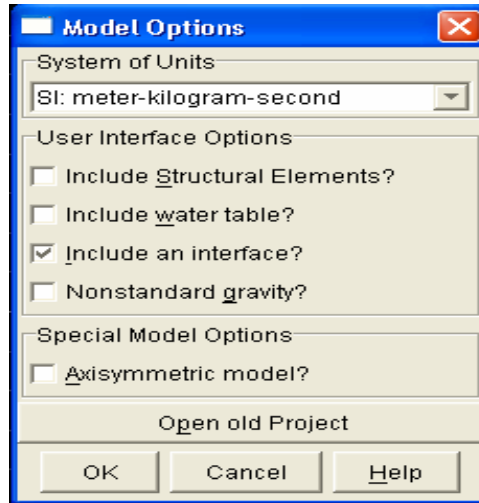 Model Options
System of Units
SI: meter-kilogram-second
User Interface Options
Include Structural Elements?
Include water table?
Include an interface?
Nonstandard gravity?
Special Model Options
Axisymmetric model?
Open old Project
OK Cancel Help